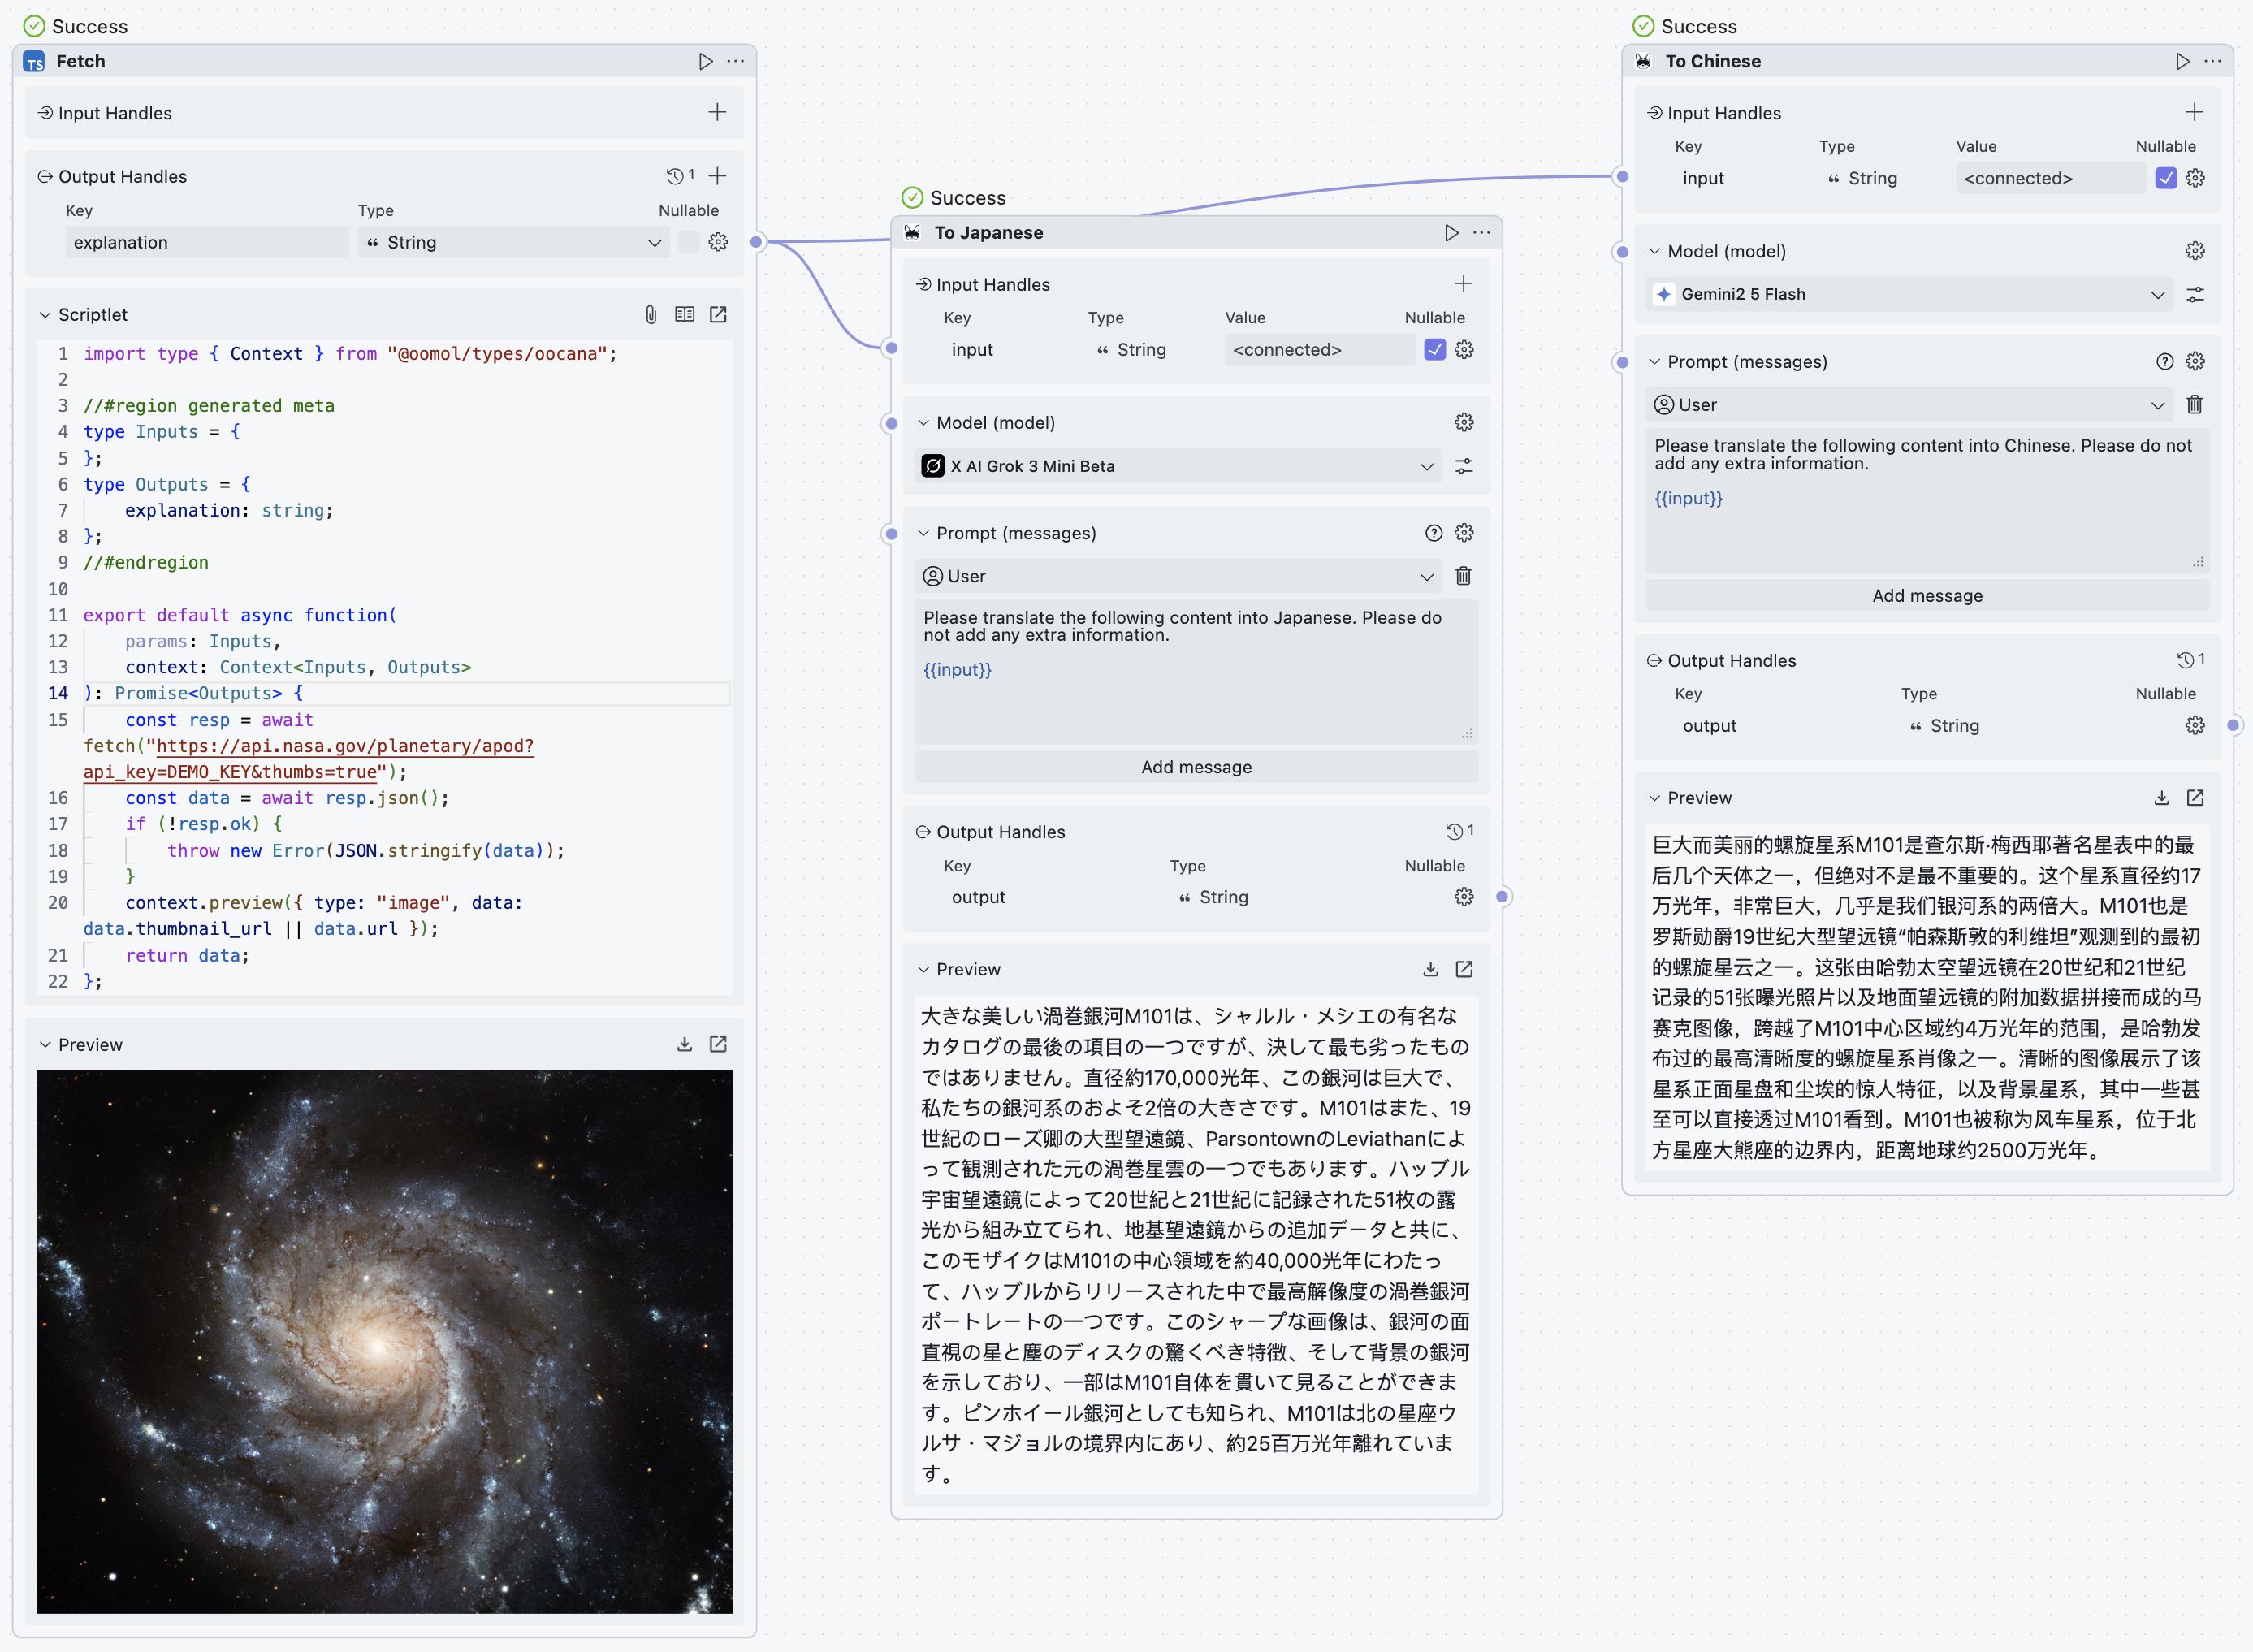 Success
Fetch
Input Handles
Output Handles
1
Key Type Nullable
explanation String
Scriptlet
1 import type { Context } from "@oomol/types/oocana";
2
3 //#region generated meta
4 type Inputs = {
5 };
6 type Outputs = {
7 explanation: string;
8 };
9 //#endregion
10
11 export default async function(
12 params: Inputs,
13 context: Context<Inputs, Outputs>
14 ): Promise<Outputs> {
15 const resp = await
fetch("https://api.nasa.gov/planetary/apod?
api_key=DEMO_KEY&thumbs=true");
16 const data = await resp.json();
17 if (!resp.ok) {
18 throw new Error(JSON.stringify(data));
19 }
20 context.preview({ type: "image", data:
data.thumbnail_url || data.url });
21 return data;
22 };
Preview
Success
To Japanese
Input Handles
Key Type Value Nullable
input String <connected>
Model (model)
X AI Grok 3 Mini Beta
Prompt (messages)
User
Please translate the following content into Japanese. Please do
not add any extra information.
{{input}}
Add message
Output Handles
1
Key Type Nullable
output String
Preview
大きな美しい渦巻銀河M101は、シャルル・メシエの有名な
カタログの最後の項目の一つですが、決して最も劣ったもの
ではありません。直径約170,000光年、この銀河は巨大で、
私たちの銀河系のおよそ2倍の大きさです。M101はまた、19
世紀のローズ卿の大型望遠鏡、ParsontownのLeviathanによ
って観測された元の渦巻星雲の一つでもあります。ハッブル
宇宙望遠鏡によって20世紀と21世紀に記録された51枚の露
光から組み立てられ、地基望遠鏡からの追加データと共に、
このモザイクはM101の中心領域を約40,000光年にわたっ
て、ハッブルからリリースされた中で最高解像度の渦巻銀河
ポートレートの一つです。このシャープな画像は、銀河の面
直視の星と塵のディスクの驚くべき特徴、そして背景の銀河
を示しており、一部はM101自体を貫いて見ることができま
す。ピンホイール銀河としても知られ、M101は北の星座ウ
ルサ・マジョルの境界内にあり、約25百万光年離れていま
す。
Success
To Chinese
Input Handles
Key Type Value Nullable
input String <connected>
Model (model)
Gemini2 5 Flash
Prompt (messages)
User
Please translate the following content into Chinese. Please do not
add any extra information.
{{input}}
Add message
Output Handles
1
Key Type Nullable
output String
Preview
巨大而美丽的螺旋星系M101是查尔斯·梅西耶著名星表中的最
后几个天体之一，但绝对不是最不重要的。这个星系直径约17
万光年，非常巨大，几乎是我们银河系的两倍大。M101也是
罗斯勋爵19世纪大型望远镜“帕森斯敦的利维坦”观测到的最初
的螺旋星云之一。这张由哈勃太空望远镜在20世纪和21世纪
记录的51张曝光照片以及地面望远镜的附加数据拼接而成的马
赛克图像，跨越了M101中心区域约4万光年的范围，是哈勃发
布过的最高清晰度的螺旋星系肖像之一。清晰的图像展示了该
星系正面星盘和尘埃的惊人特征，以及背景星系，其中一些甚
至可以直接透过M101看到。M101也被称为风车星系，位于北
方星座大熊座的边界内，距离地球约2500万光年。